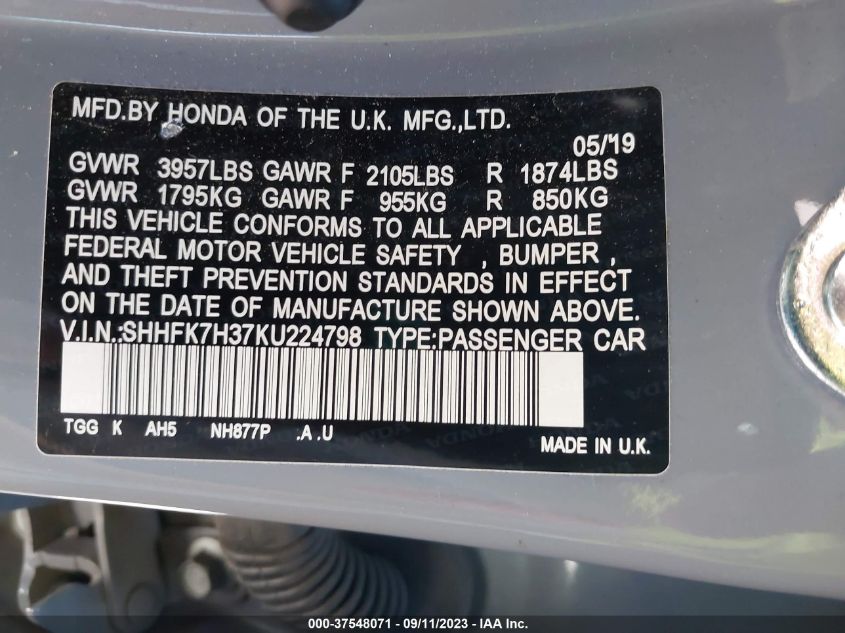 MFD.BY HONDA OF THE U.K. MFG.,LTD.
05/19
GVWR 3957LBS GAWR F 2105LBS R 1874LBS
GVWR 1795KG GAWR F 955KG R 850KG
THIS VEHICLE CONFORMS TO ALL APPLICABLE
FEDERAL MOTOR VEHICLE SAFETY , BUMPER ,
AND THEFT PREVENTION STANDARDS IN EFFECT
ON THE DATE OF MANUFACTURE SHOWN ABOVE.
V.I.N.:SHHFK7H37KU224798 TYPE:PASSENGER CAR
TGG K AH5 NH877P .A .U
MADE IN U.K.
000-37548071 - 09/11/2023 - IAA Inc.